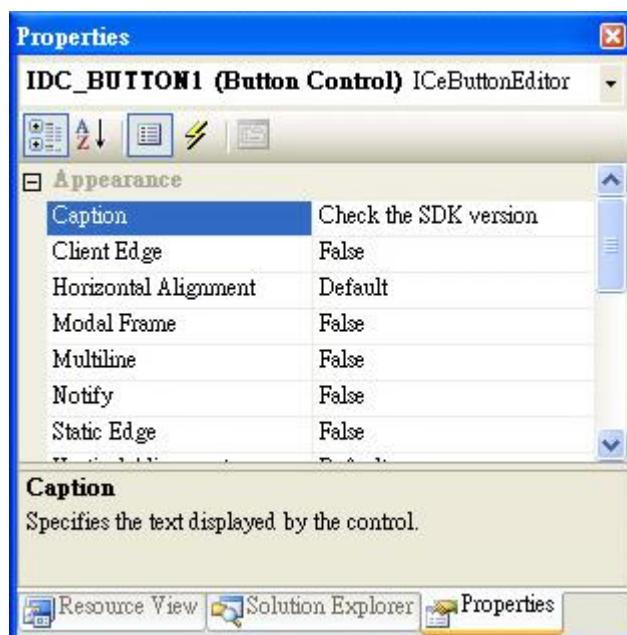 Properties
IDC_BUTTON1 (Button Control) ICeButtonEditor
Appearance
Caption Check the SDK version
Client Edge False
Horizontal Alignment Default
Modal Frame False
Multiline False
Notify False
Static Edge False
Caption
Specifies the text displayed by the control.
Resource View Solution Explorer Properties